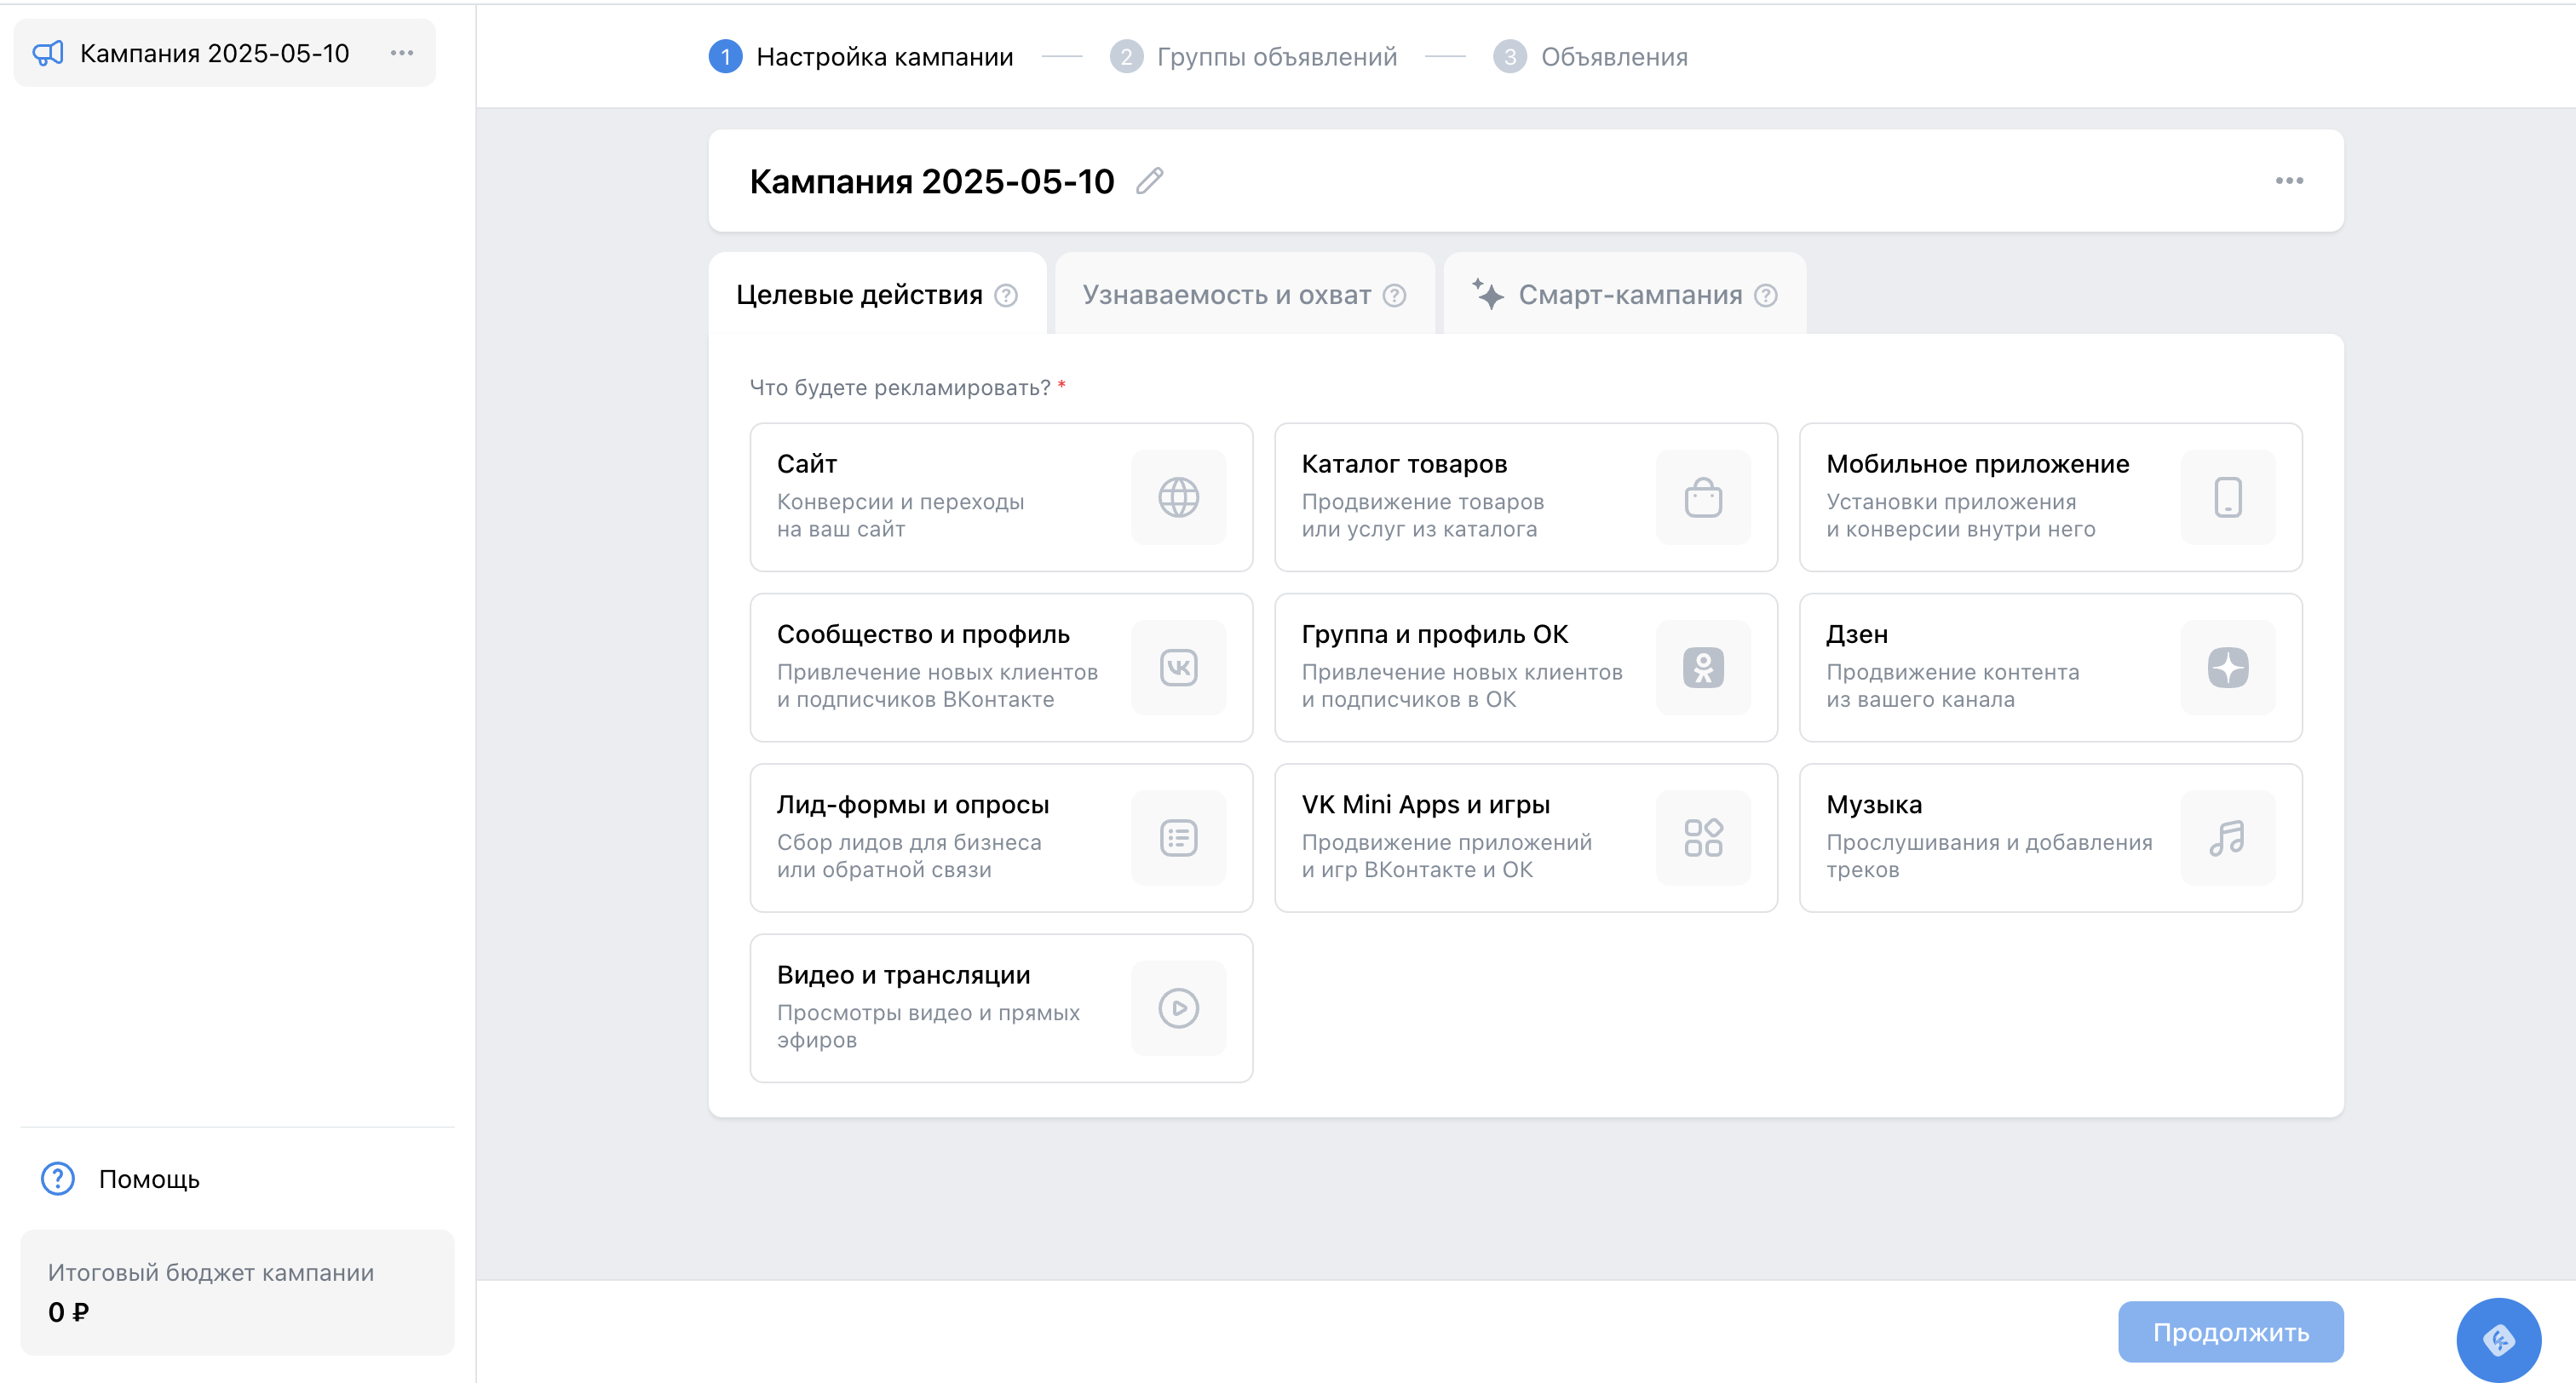 Кампания 2025-05-10
1 Настройка кампании
2 Группы объявлений
3 Объявления
Кампания 2025-05-10
Целевые действия
Узнаваемость и охват
Смарт-кампания
Что будете рекламировать? *
Сайт
Конверсии и переходы
на ваш сайт
Каталог товаров
Продвижение товаров
или услуг из каталога
Мобильное приложение
Установки приложения
и конверсии внутри него
Сообщество и профиль
Привлечение новых клиентов
и подписчиков ВКонтакте
Группа и профиль ОК
Привлечение новых клиентов
и подписчиков в ОК
Дзен
Продвижение контента
из вашего канала
Лид-формы и опросы
Сбор лидов для бизнеса
или обратной связи
VK Mini Apps и игры
Продвижение приложений
и игр ВКонтакте и ОК
Музыка
Прослушивания и добавления
треков
Видео и трансляции
Просмотры видео и прямых
эфиров
Помощь
Итоговый бюджет кампании
0 ₽
Продолжить